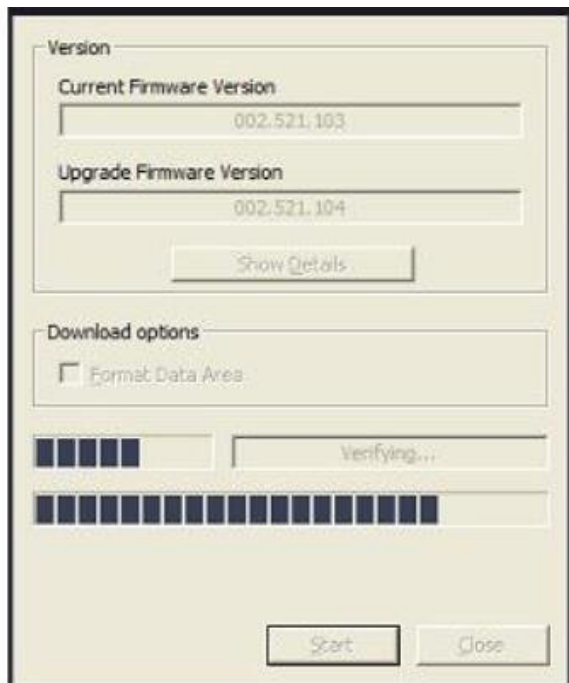 Version
Current Firmware Version
002.521.103
Upgrade Firmware Version
002.521.104
Show Details
Download options
Format Data Area
Verifying...
Start Close